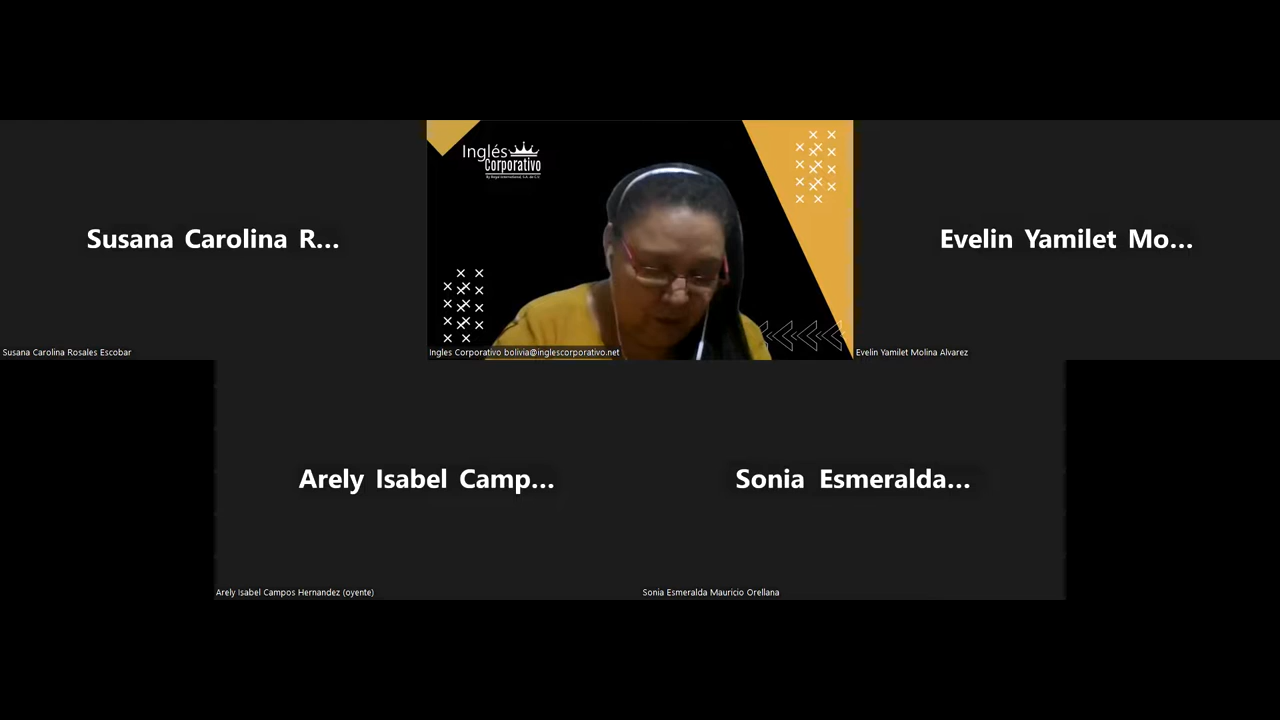 Susana Carolina R...
Susana Carolina Rosales Escobar
Inglés
Corporativo
Ingles Corporativo bolivia@inglescorporativo.net
Evelin Yamilet Mo...
Evelin Yamilet Molina Alvarez
Arely Isabel Camp...
Arely Isabel Campos Hernandez (oyente)
Sonia Esmeralda...
Sonia Esmeralda Mauricio Orellana